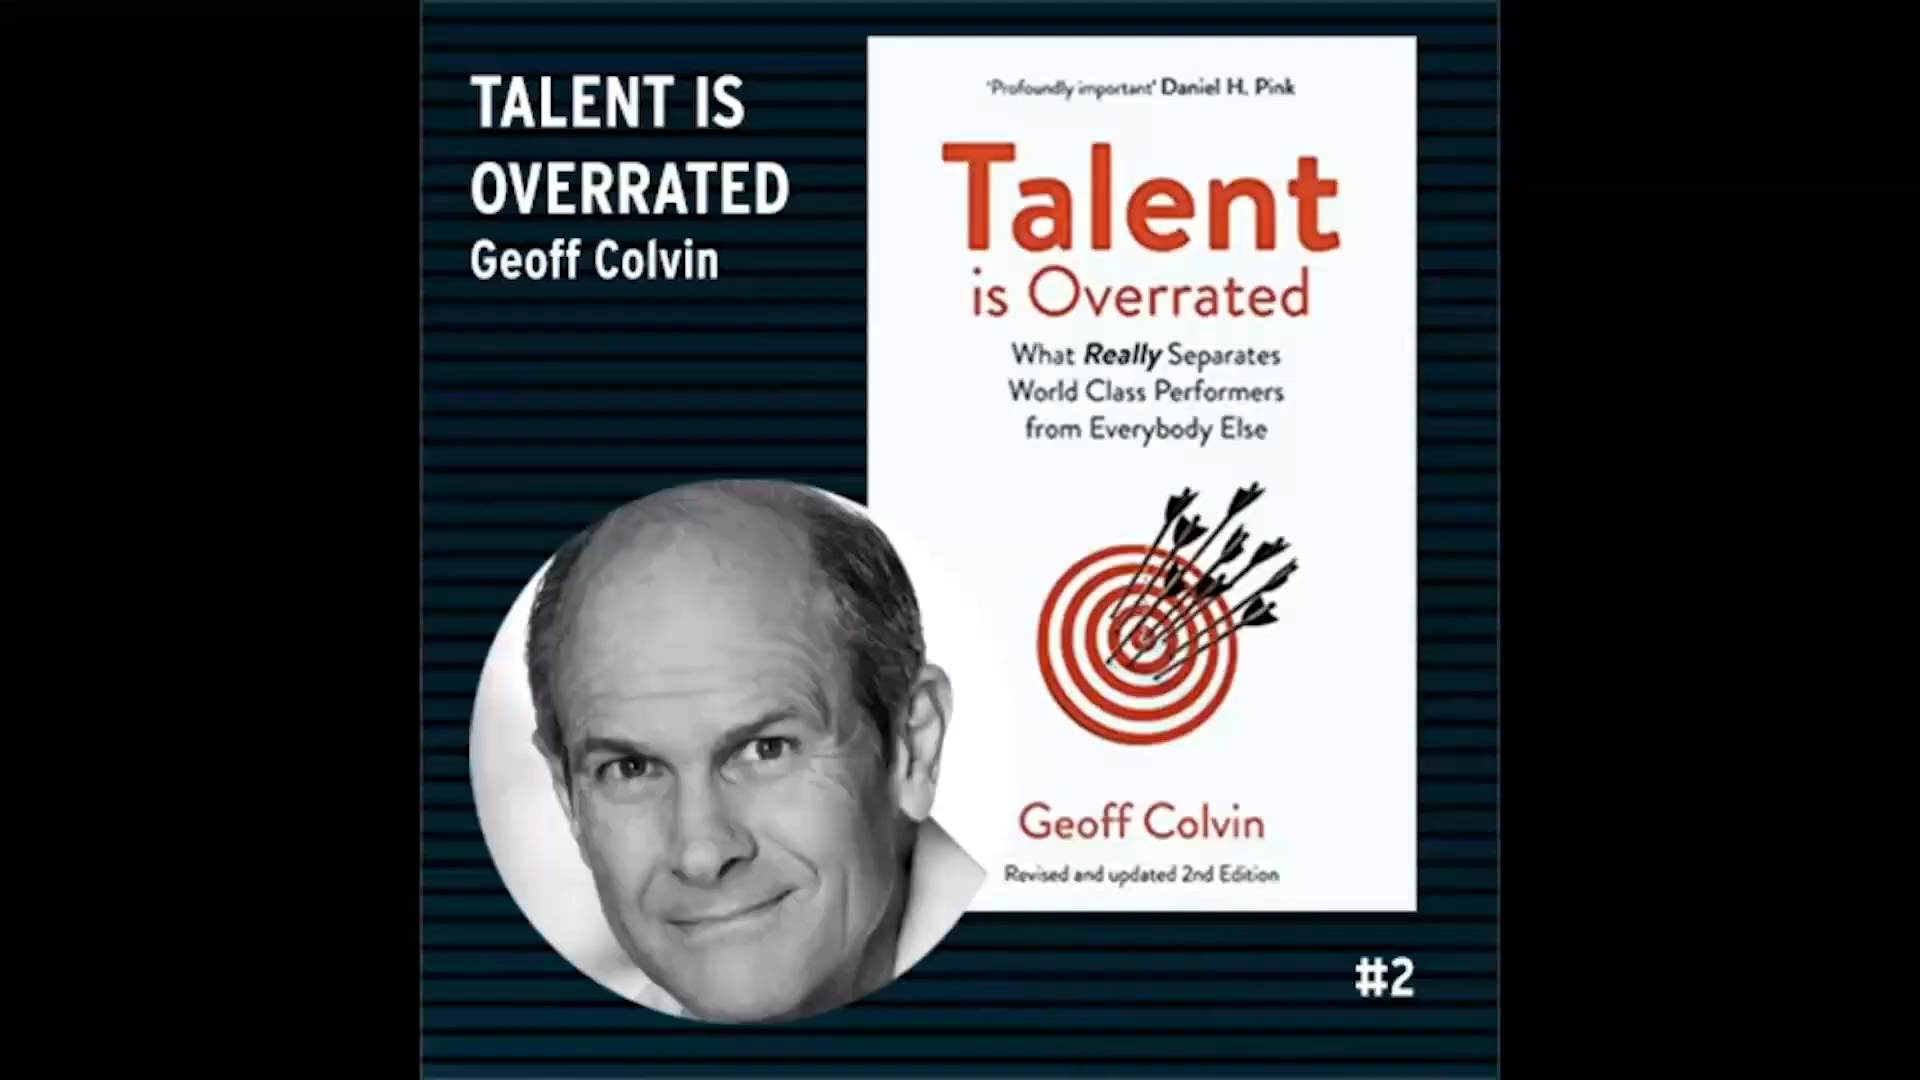 TALENT IS
OVERRATED
Geoff Colvin
'Profoundly important' Daniel H. Pink
Talent
is Overrated
What Really Separates
World Class Performers
from Everybody Else
Geoff Colvin
Revised and updated 2nd Edition
#2